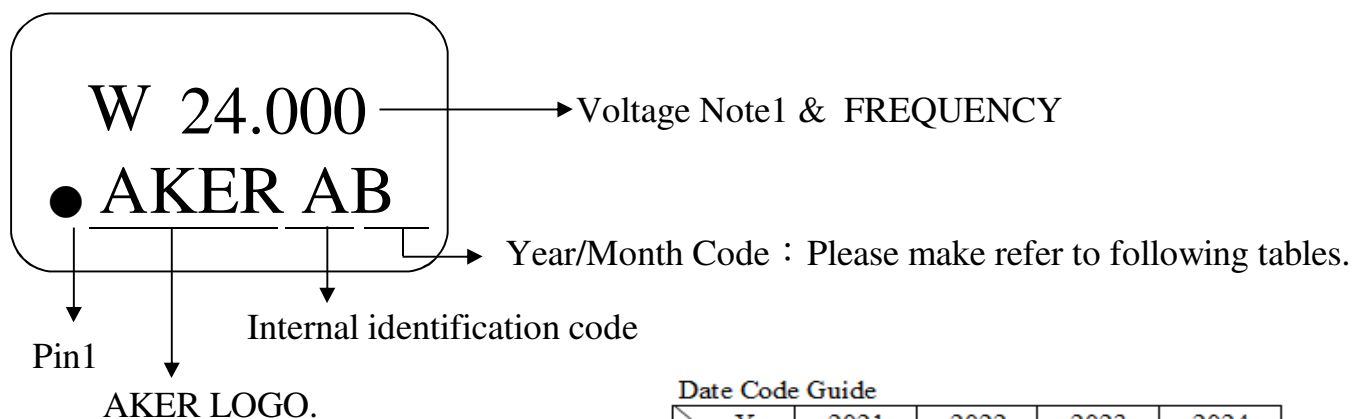 W 24.000
Voltage Note1 & FREQUENCY
AKER AB
Year/Month Code：Please make refer to following tables.
Internal identification code
Pin1
AKER LOGO.
Date Code Guide
Y 2021 2022 2023 2024